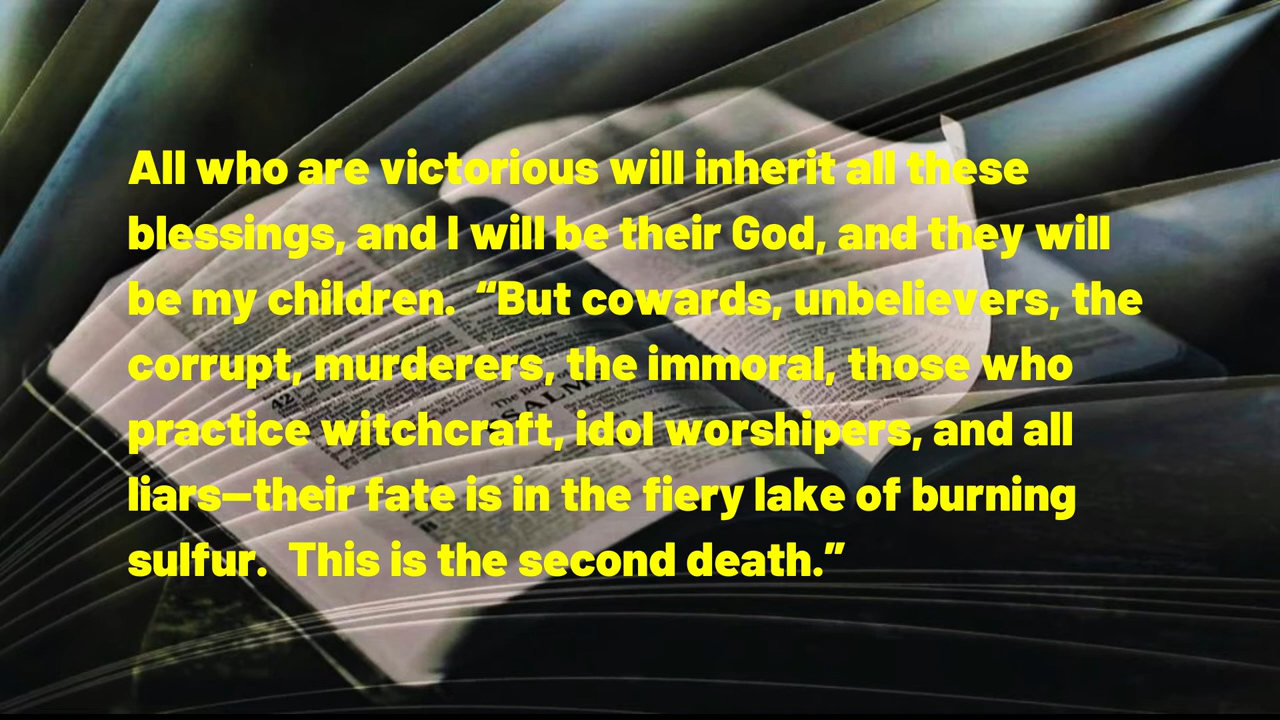 All who are victorious will inherit all these
blessings, and I will be their God, and they will
be my children.  “But cowards, unbelievers, the
corrupt, murderers, the immoral, those who
practice witchcraft, idol worshipers, and all
liars—their fate is in the fiery lake of burning
sulfur.  This is the second death.”
42